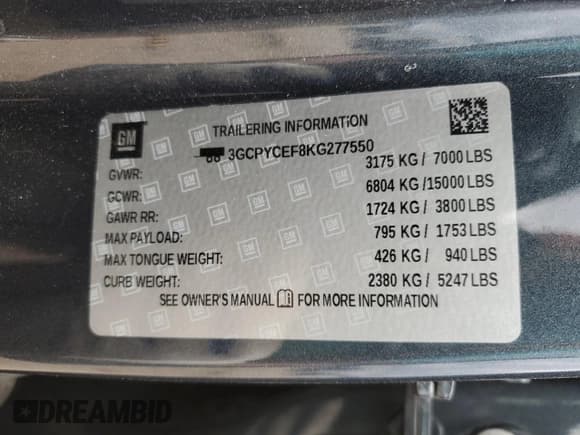 GM
TRAILERING INFORMATION
88 3GCPYCEF8KG277550
GVWR: 3175 KG / 7000 LBS
GCWR: 6804 KG /15000 LBS
GAWR RR: 1724 KG / 3800 LBS
MAX PAYLOAD: 795 KG / 1753 LBS
MAX TONGUE WEIGHT: 426 KG / 940 LBS
CURB WEIGHT: 2380 KG / 5247 LBS
SEE OWNER'S MANUAL FOR MORE INFORMATION
DREAMBID